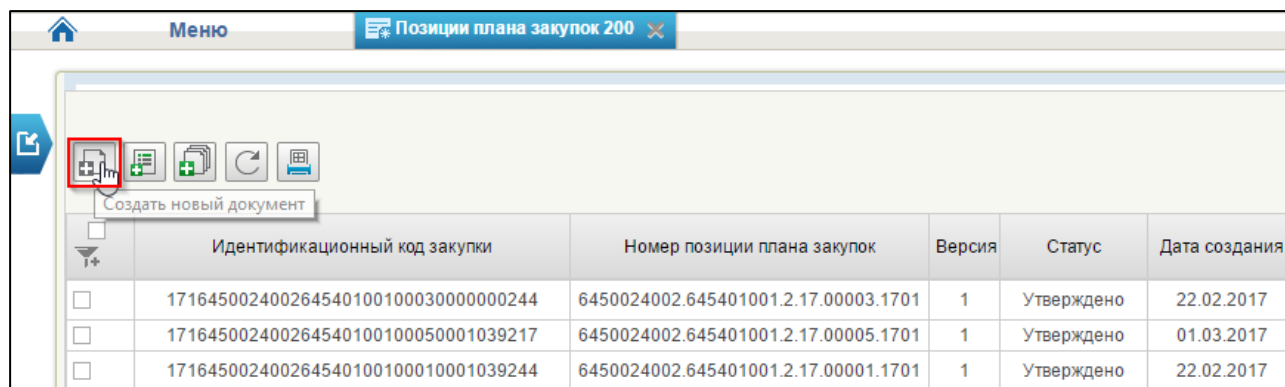 Меню Позиции плана закупок 200
Создать новый документ
Идентификационный код закупки Номер позиции плана закупок Версия Статус Дата создания
171645002400264540100100030000000244 6450024002.645401001.2.17.00003.1701 1 Утверждено 22.02.2017
171645002400264540100100050001039217 6450024002.645401001.2.17.00005.1701 1 Утверждено 01.03.2017
171645002400264540100100010001039244 6450024002.645401001.2.17.00001.1701 1 Утверждено 22.02.2017